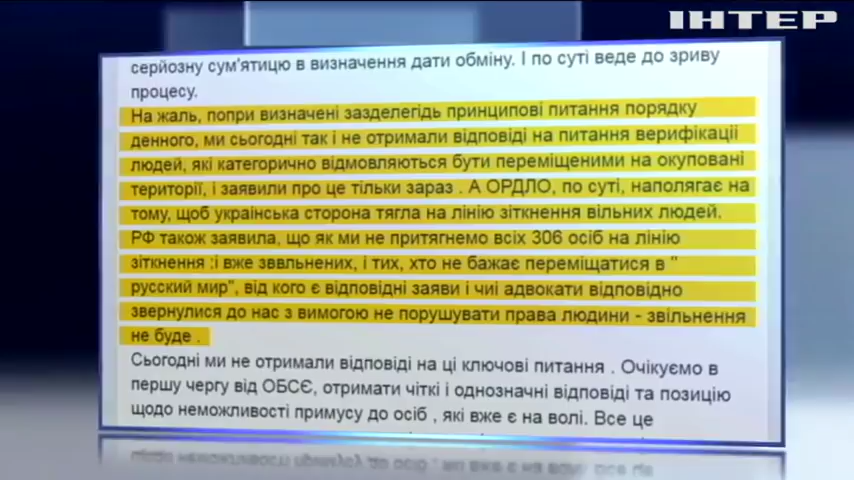 ІНТЕР
серйозну сум'ятицю в визначення дати обміну. І по суті веде до зриву
процесу.
На жаль, попри визначені зазделегідь принципові питання порядку
денного, ми сьогодні так і не отримали відповіді на питання верифікації
людей, які категорично відмовляються бути переміщеними на окуповані
території, і заявили про це тільки зараз . А ОРДЛО, по суті, наполягає на
тому, щоб українська сторона тягла на лінію зіткнення вільних людей.
РФ також заявила, що як ми не притягнемо всіх 306 осіб на лінію
зіткнення :і вже зввльнених, і тих, хто не бажає переміщатися в "
русский мир", від кого є відповідні заяви і чиї адвокати відповідно
звернулися до нас з вимогою не порушувати права людини - звільнення
не буде .
Сьогодні ми не отримали відповіді на ці ключові питання . Очікуємо в
першу чергу від ОБСЄ, отримати чіткі і однозначні відповіді та позицію
щодо неможливості примусу до осіб , які вже є на волі. Все це